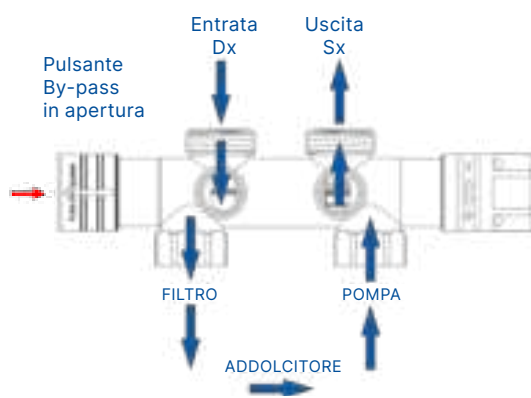 Entrata
Dx
Uscita
Sx
Pulsante
By-pass
in apertura
FILTRO
POMPA
ADDOLCITORE